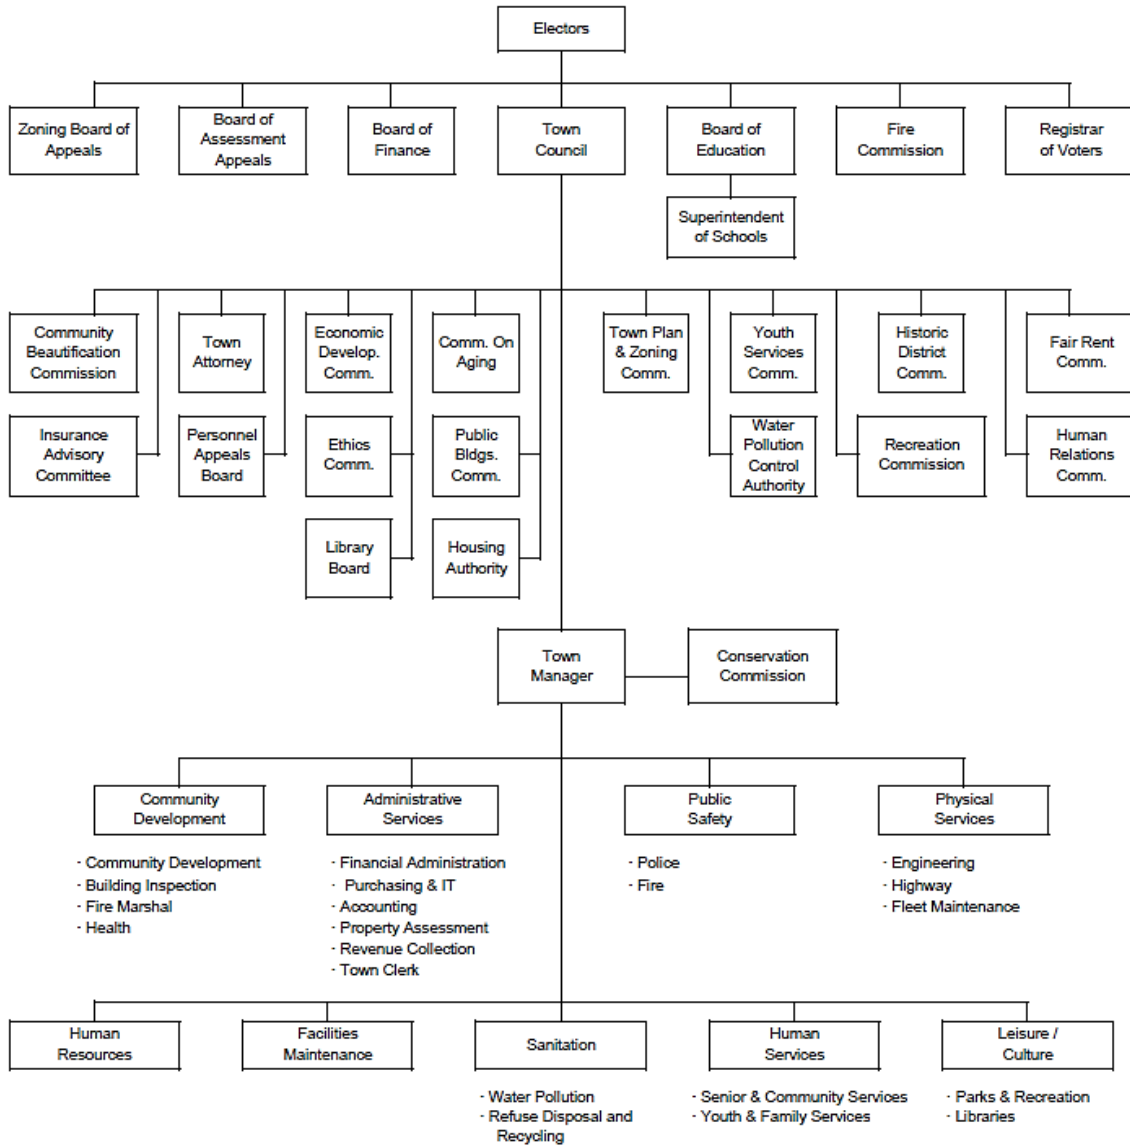 Electors
Zoning Board of
Appeals
Board of
Assessment
Appeals
Board of
Finance
Town
Council
Board of
Education
Fire
Commission
Registrar
of Voters
Superintendent
of Schools
Community
Beautification
Commission
Town
Attorney
Economic
Develop.
Comm.
Comm. On
Aging
Town Plan
& Zoning
Comm.
Youth
Services
Comm.
Historic
District
Comm.
Fair Rent
Comm.
Insurance
Advisory
Committee
Personnel
Appeals
Board
Ethics
Comm.
Public
Bldgs.
Comm.
Water
Pollution
Control
Authority
Recreation
Commission
Human
Relations
Comm.
Library
Board
Housing
Authority
Town
Manager
Conservation
Commission
Community
Development
· Community Development
· Building Inspection
· Fire Marshal
· Health
Administrative
Services
· Financial Administration
· Purchasing & IT
· Accounting
· Property Assessment
· Revenue Collection
· Town Clerk
Public
Safety
· Police
· Fire
Physical
Services
· Engineering
· Highway
· Fleet Maintenance
Human
Resources
Facilities
Maintenance
Sanitation
· Water Pollution
· Refuse Disposal and
Recycling
Human
Services
· Senior & Community Services
· Youth & Family Services
Leisure /
Culture
· Parks & Recreation
· Libraries